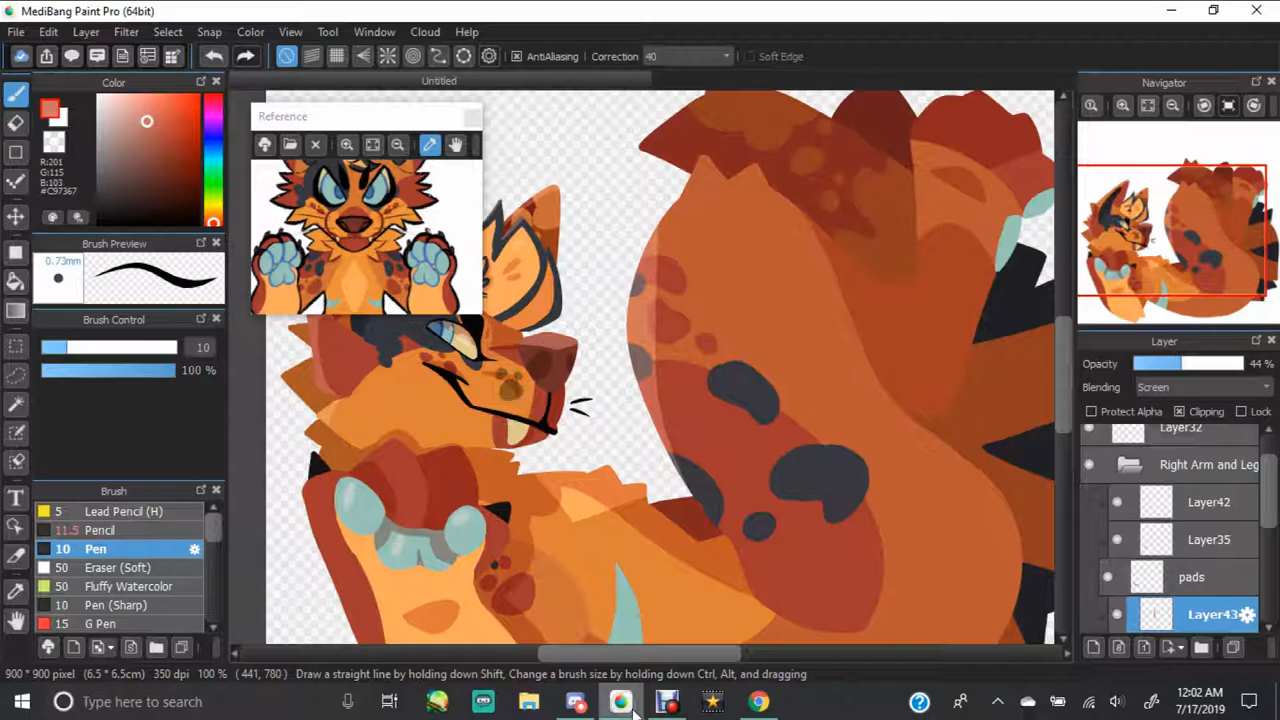 MediBang Paint Pro (64bit)
File Edit Layer Filter Select Snap Color View Tool Window Cloud Help
AntiAliasing Correction 40 Soft Edge
Color
Untitled
Navigator
Reference
R:201
G:115
B:103
#C97367
Brush Preview
0.73mm
Brush Control
10
100 %
Layer
Opacity 44 %
Blending Screen
Protect Alpha Clipping Lock
Layer32
Right Arm and Leg
Layer42
Layer35
pads
Layer43
Brush
5 Lead Pencil (H)
11.5 Pencil
10 Pen
50 Eraser (Soft)
50 Fluffy Watercolor
10 Pen (Sharp)
15 G Pen
900 * 900 pixel (6.5 * 6.5cm) 350 dpi 100 % (441, 780) Draw a straight line by holding down Shift, Change a brush size by holding down Ctrl, Alt, and dragging
Type here to search
12:02 AM
7/17/2019